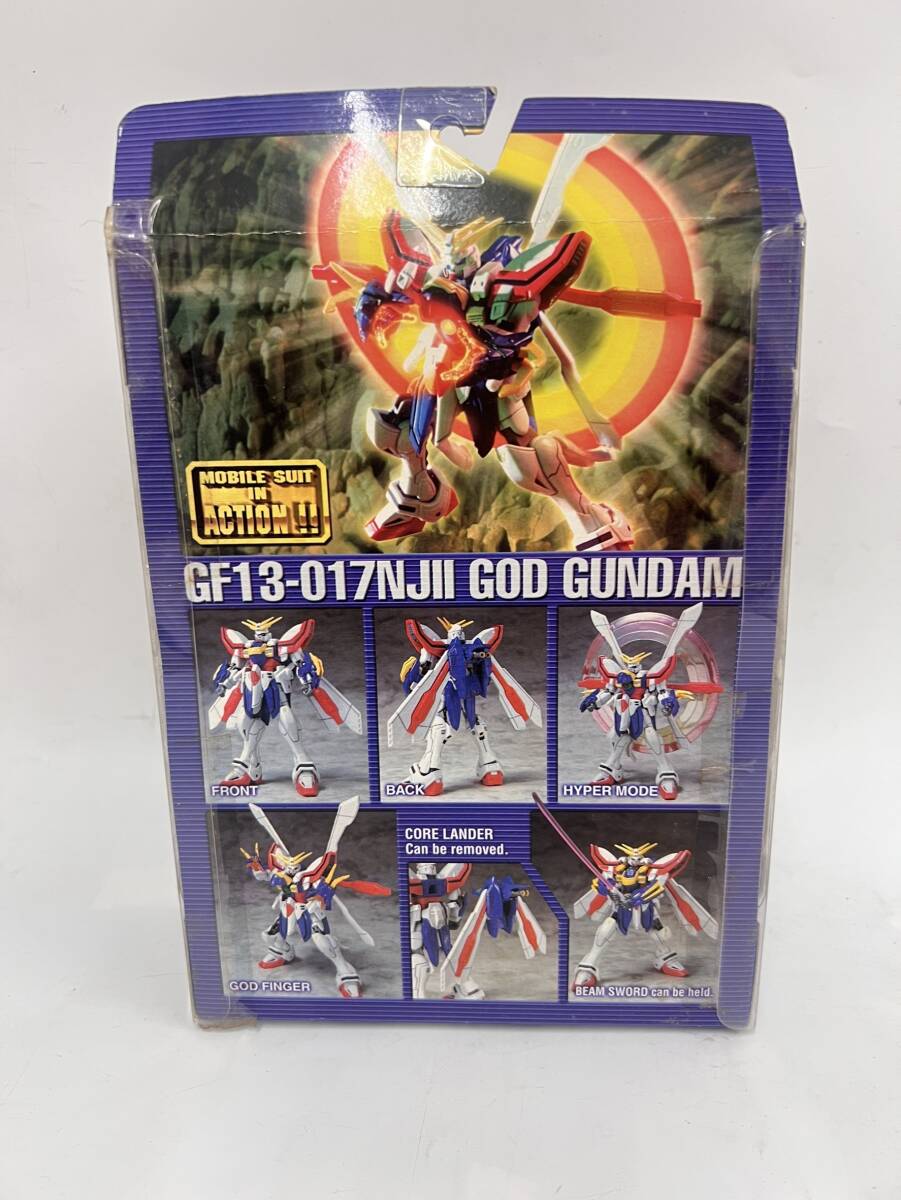 MOBILE SUIT
IN
ACTION!!
GF13-017NJII GOD GUNDAM
FRONT
BACK
HYPER MODE
GOD FINGER
CORE LANDER
Can be removed.
BEAM SWORD can be held.